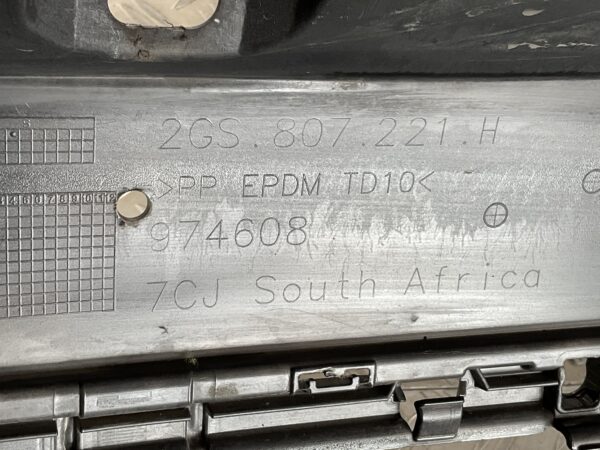 2GS.807.221.H
>PP EPDM TD10<
974608
7CJ South Africa